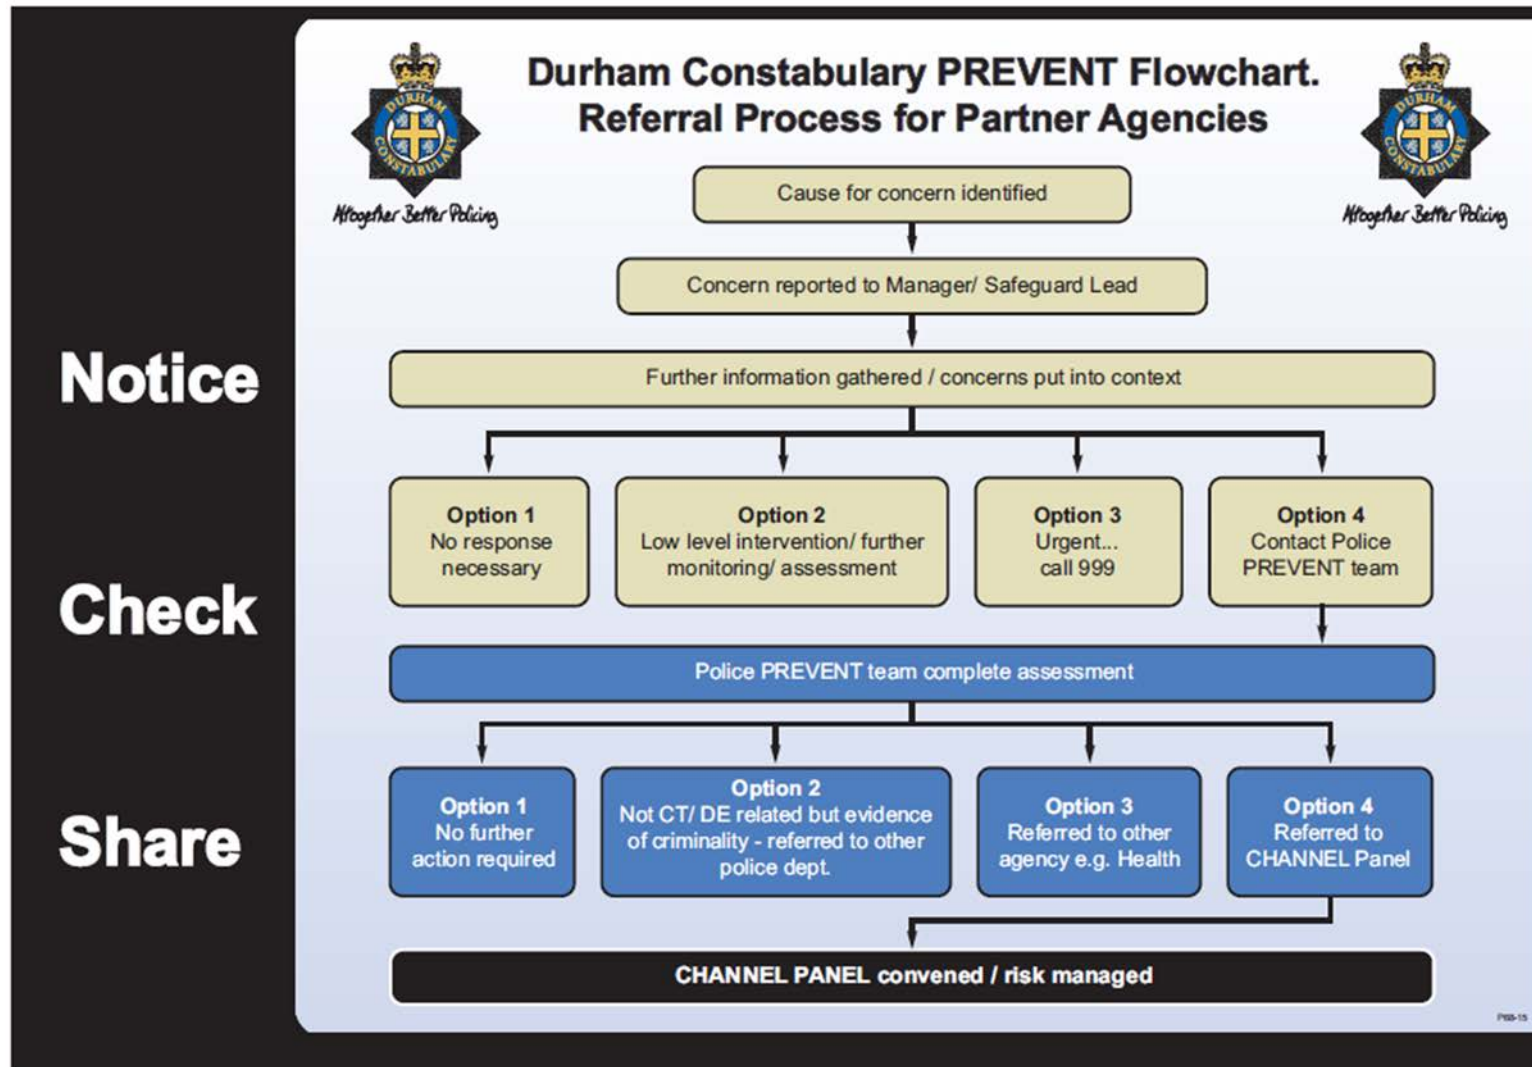 Durham Constabulary PREVENT Flowchart.
Referral Process for Partner Agencies
DURHAM
CONSTABULARY
Altogether Better Policing
DURHAM
CONSTABULARY
Altogether Better Policing
Cause for concern identified
Concern reported to Manager/ Safeguard Lead
Notice
Further information gathered / concerns put into context
Option 1
No response
necessary
Option 2
Low level intervention/ further
monitoring/ assessment
Option 3
Urgent...
call 999
Option 4
Contact Police
PREVENT team
Check
Police PREVENT team complete assessment
Share
Option 1
No further
action required
Option 2
Not CT/ DE related but evidence
of criminality - referred to other
police dept.
Option 3
Referred to other
agency e.g. Health
Option 4
Referred to
CHANNEL Panel
CHANNEL PANEL convened / risk managed